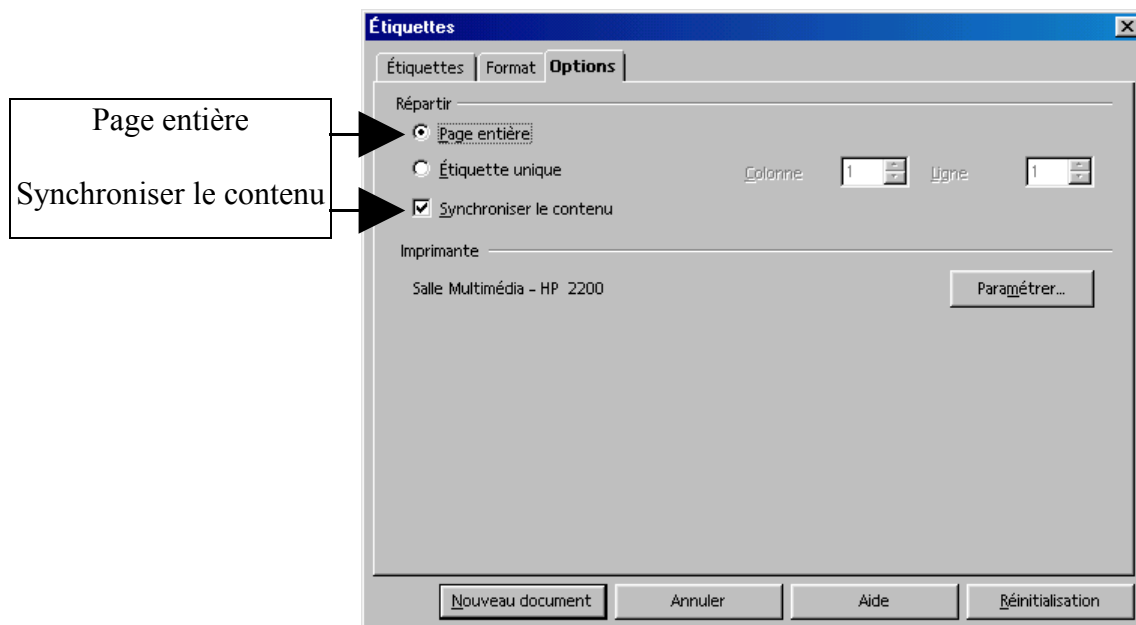 Étiquettes
Étiquettes Format Options
Répartir
Page entière
Page entière
Étiquette unique Colonne 1 Ligne 1
Synchroniser le contenu
Synchroniser le contenu
Imprimante
Salle Multimédia - HP 2200 Paramétrer...
Nouveau document Annuler Aide Réinitialisation